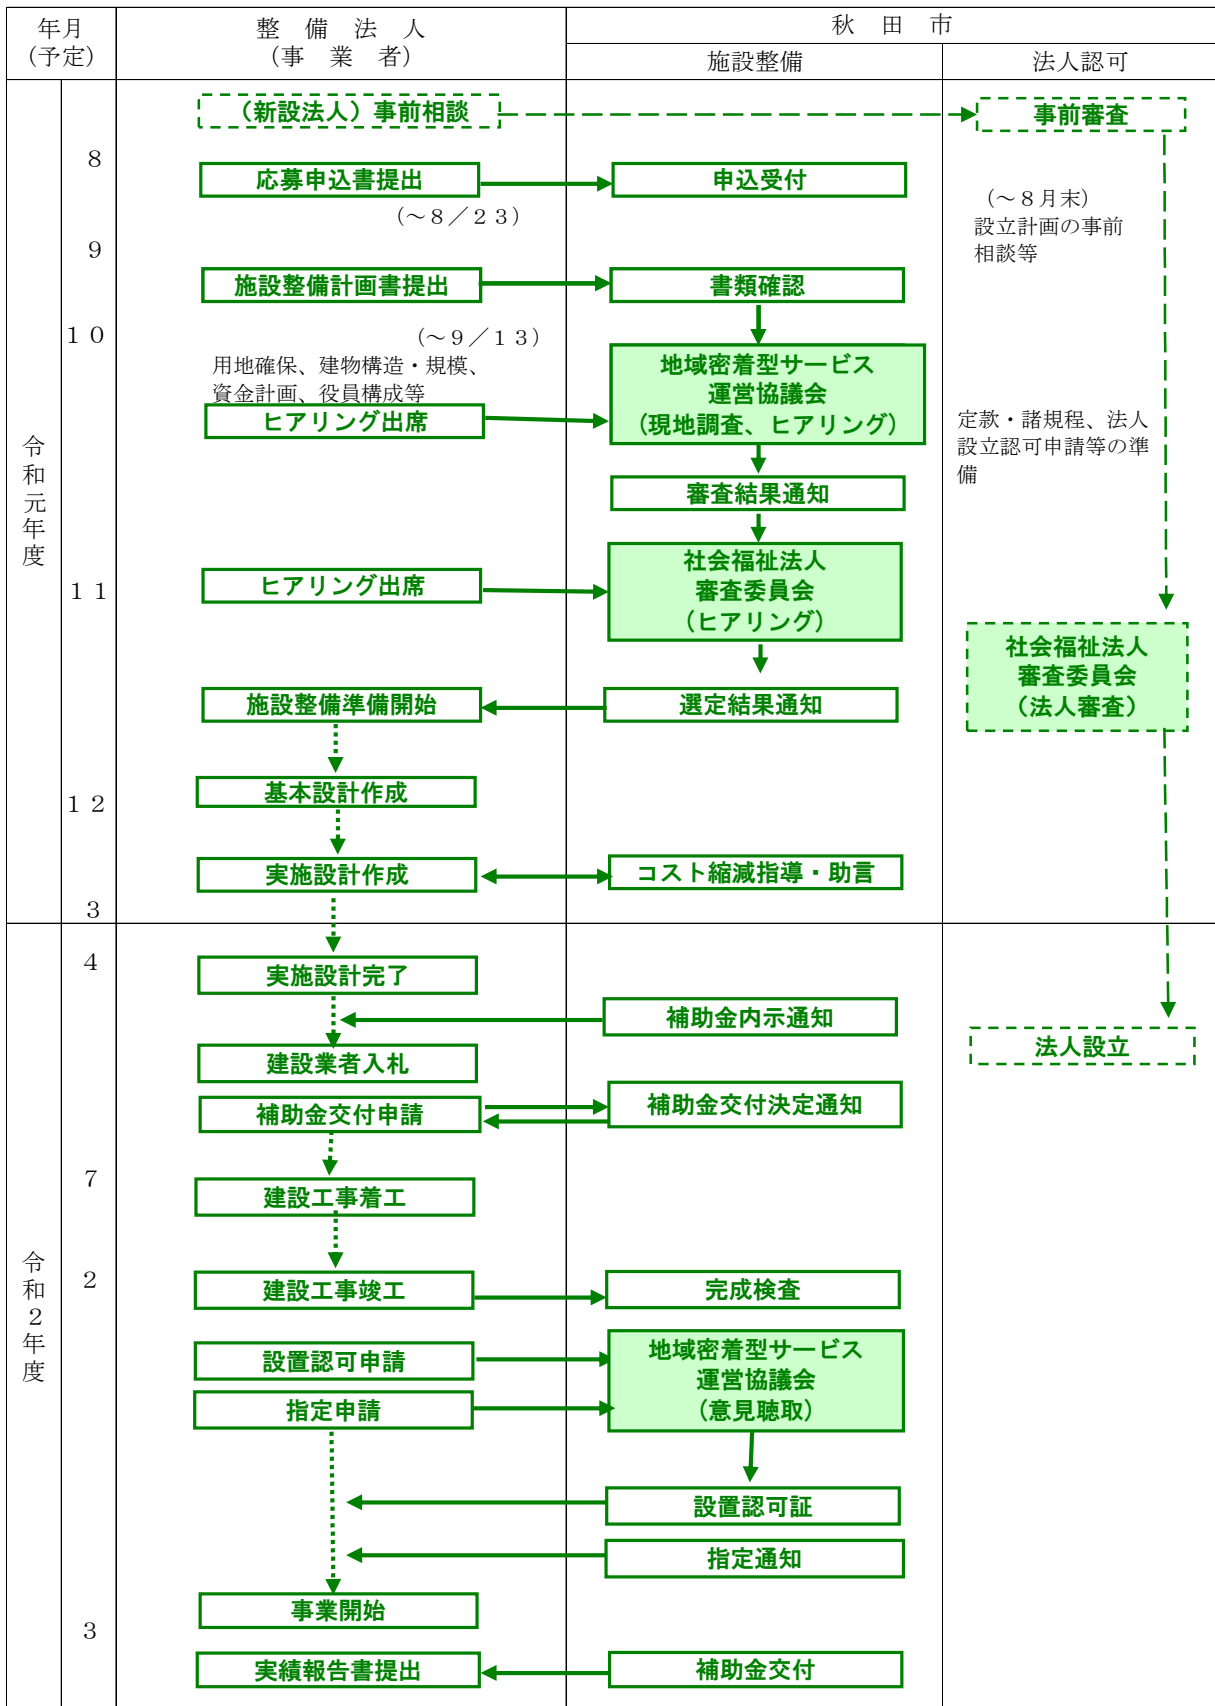 年月
（予定）
整　備　法　人
（事　業　者）
秋　田　市
施設整備
法人認可
令和元年度
（新設法人）事前相談
事前審査
８
応募申込書提出
申込受付
（～８／２３）
（～８月末）
設立計画の事前
相談等
９
施設整備計画書提出
書類確認
１０
（～９／１３）
用地確保、建物構造・規模、
資金計画、役員構成等
ヒアリング出席
地域密着型サービス
運営協議会
（現地調査、ヒアリング）
定款・諸規程、法人
設立認可申請等の準
備
審査結果通知
１１
ヒアリング出席
社会福祉法人
審査委員会
（ヒアリング）
社会福祉法人
審査委員会
（法人審査）
施設整備準備開始
選定結果通知
１２
基本設計作成
実施設計作成
コスト縮減指導・助言
３
令和２年度
４
実施設計完了
補助金内示通知
法人設立
建設業者入札
補助金交付申請
補助金交付決定通知
７
建設工事着工
２
建設工事竣工
完成検査
設置認可申請
指定申請
地域密着型サービス
運営協議会
（意見聴取）
設置認可証
指定通知
事業開始
３
実績報告書提出
補助金交付